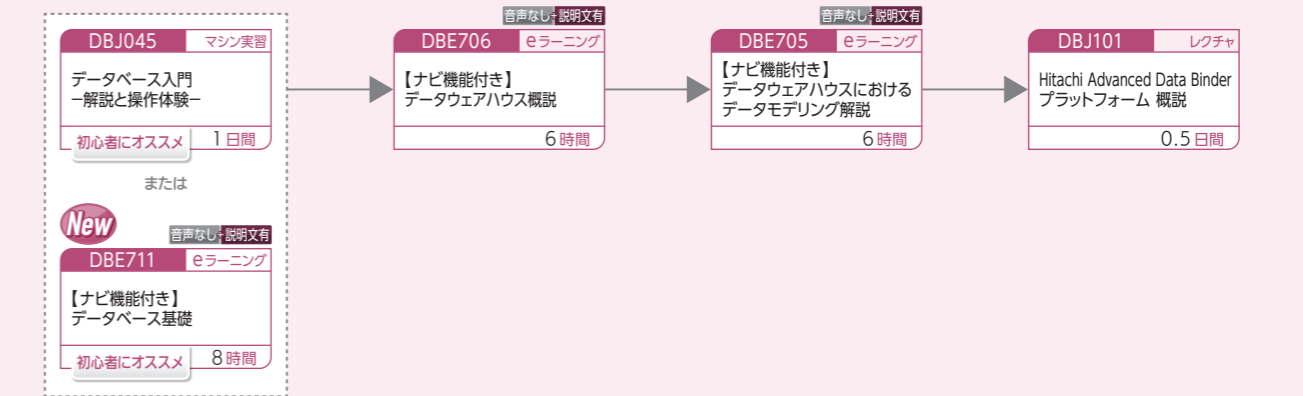 DBJ045 マシン実習
データベース入門
−解説と操作体験−
初心者にオススメ 1日間
または
New
音声なし+説明文有
DBE711 eラーニング
【ナビ機能付き】
データベース基礎
初心者にオススメ 8時間
音声なし+説明文有
DBE706 eラーニング
【ナビ機能付き】
データウェアハウス概説
6時間
音声なし+説明文有
DBE705 eラーニング
【ナビ機能付き】
データウェアハウスにおける
データモデリング解説
6時間
DBJ101 レクチャ
Hitachi Advanced Data Binder
プラットフォーム 概説
0.5日間